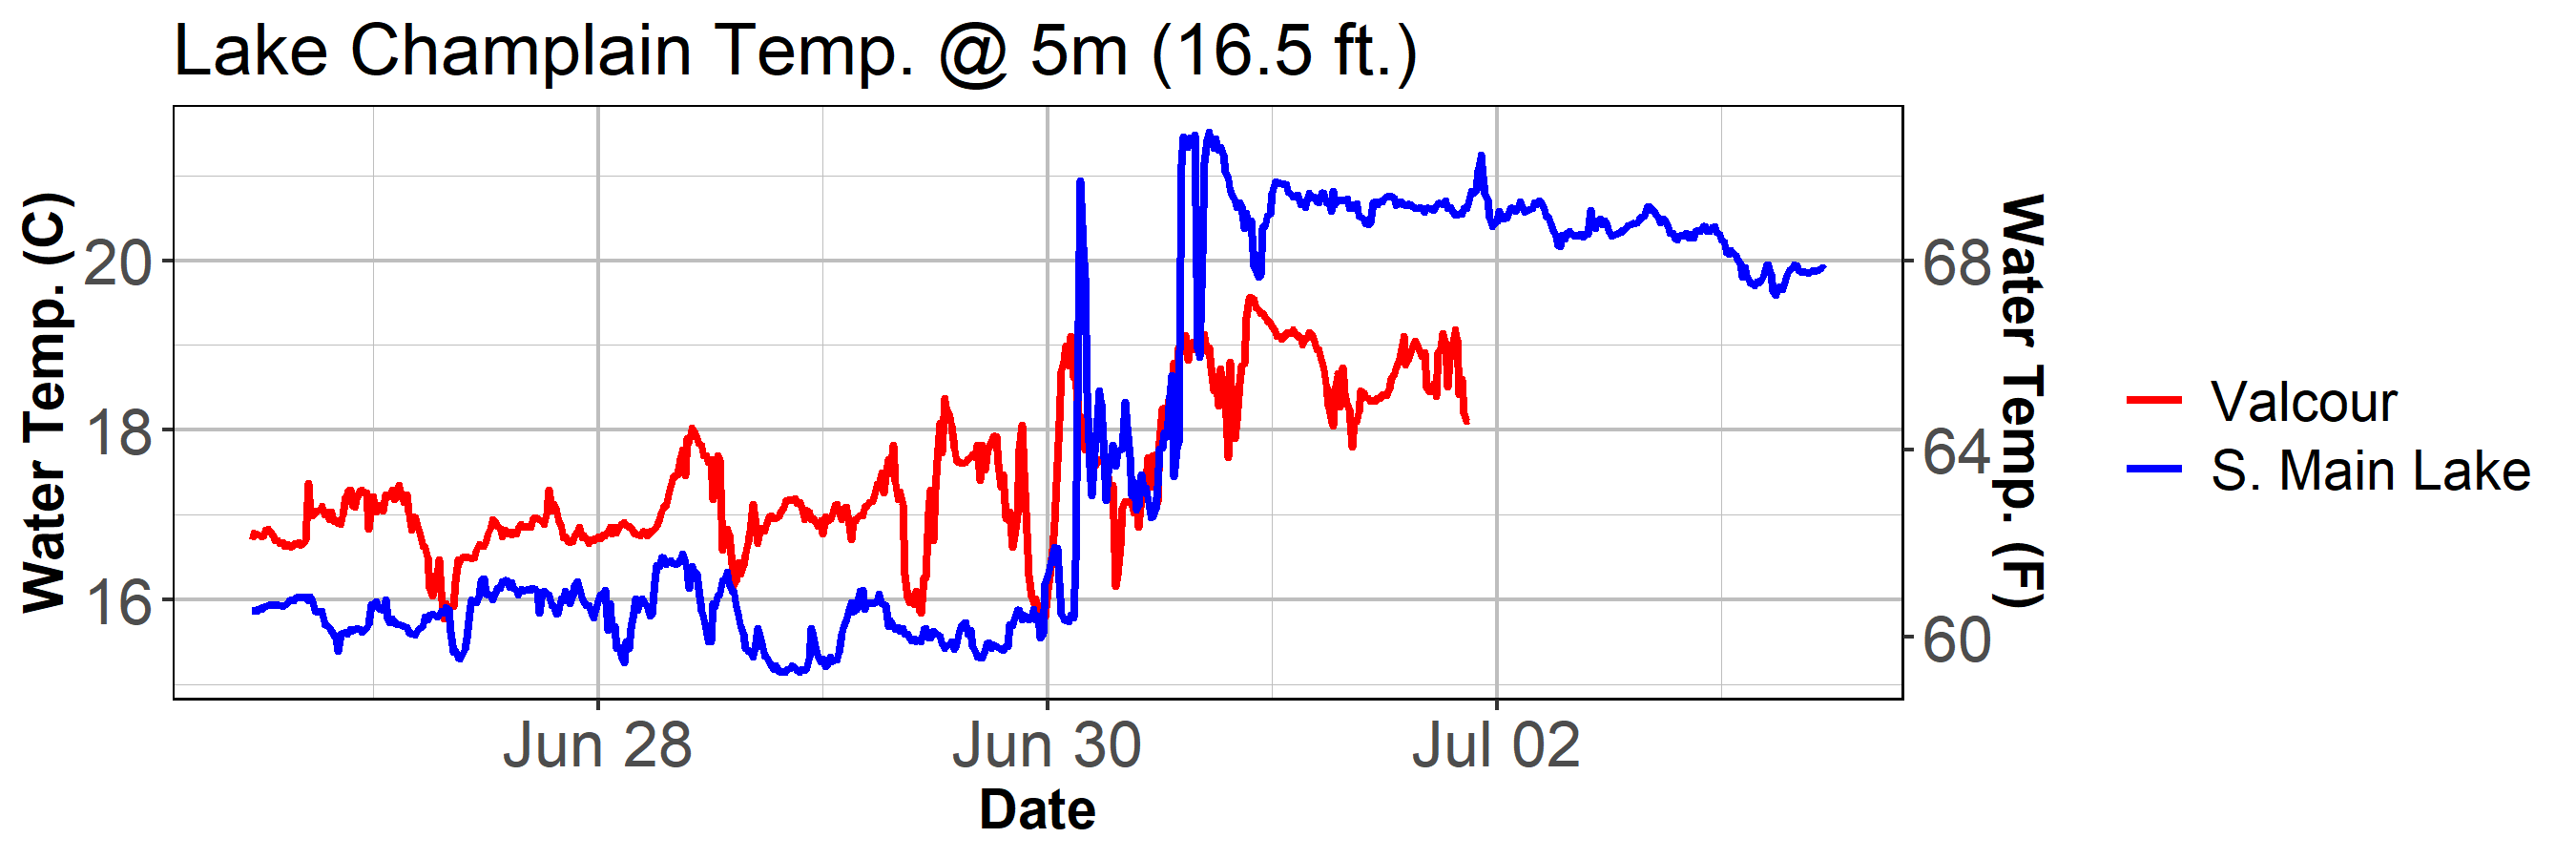 Lake Champlain Temp. @ 5m (16.5 ft.)
Water Temp. (C)
20
18
16
68
64
60
Water Temp. (F)
Jun 28
Jun 30
Jul 02
Date
Valcour
S. Main Lake